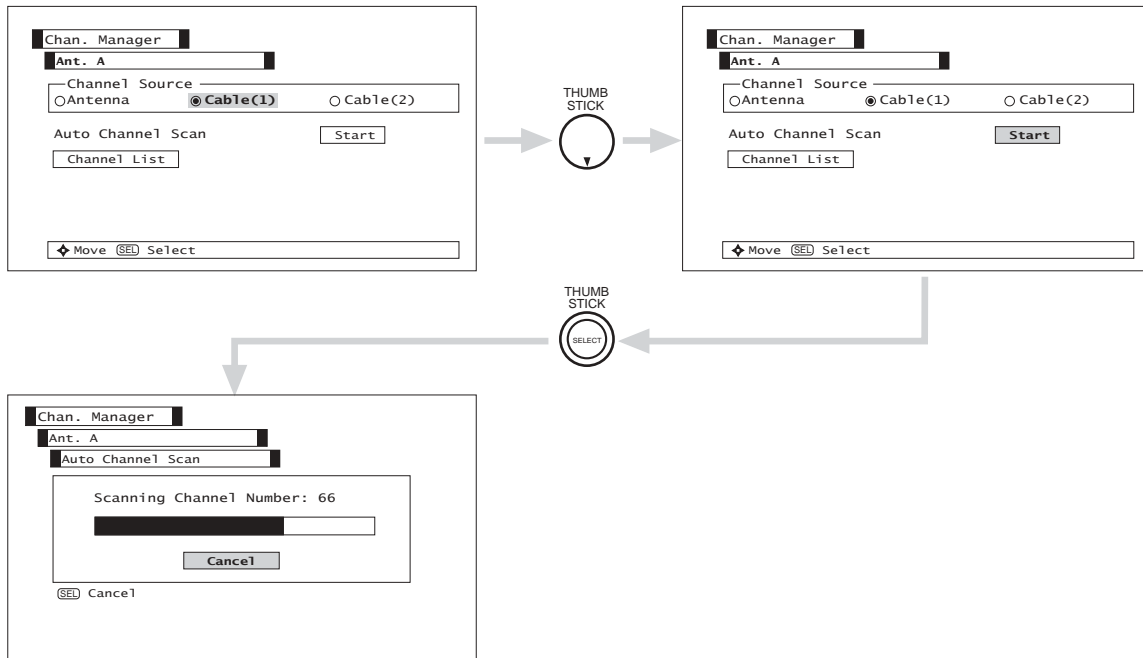 Chan. Manager
Ant. A
Channel Source
Antenna Cable(1) Cable(2)
Auto Channel Scan Start
Channel List
Move SEL Select
THUMB
STICK
Chan. Manager
Ant. A
Channel Source
Antenna Cable(1) Cable(2)
Auto Channel Scan Start
Channel List
Move SEL Select
THUMB
STICK
SELECT
Chan. Manager
Ant. A
Auto Channel Scan
Scanning Channel Number: 66
Cancel
SEL Cancel